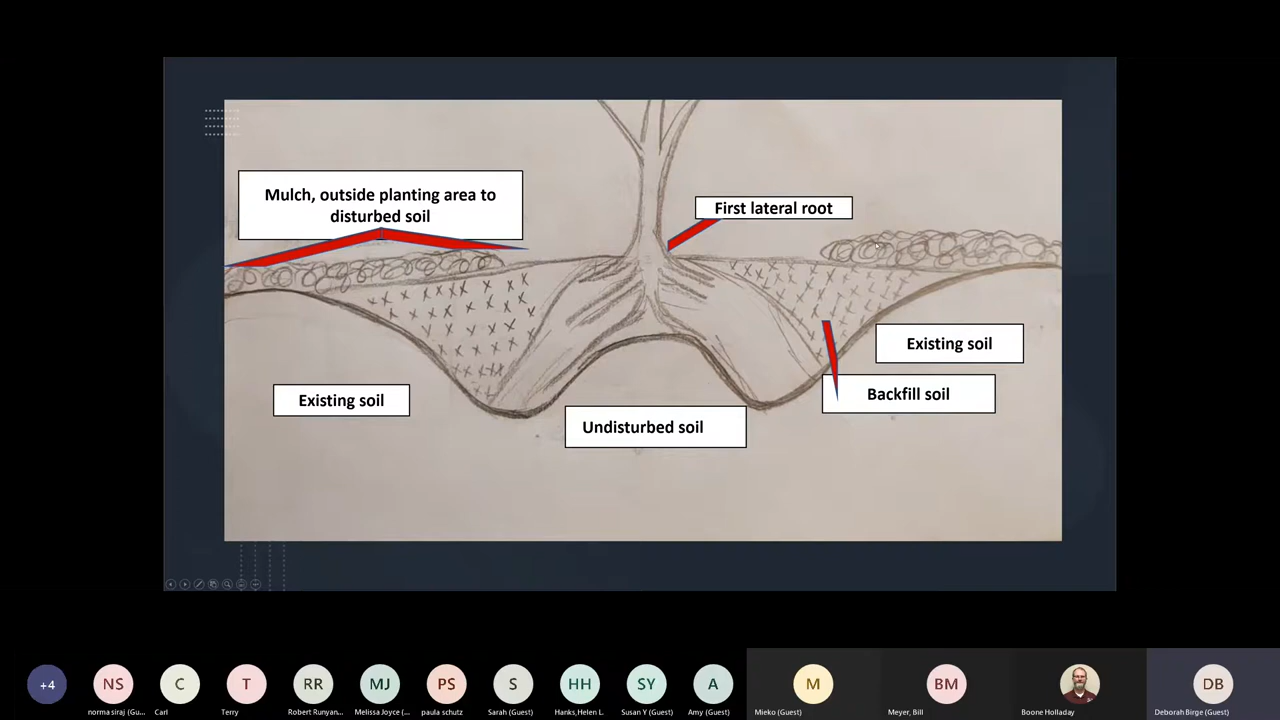 Mulch, outside planting area to
disturbed soil
First lateral root
Existing soil
Backfill soil
Existing soil
Undisturbed soil
+4
NS
C
T
RR
MJ
PS
S
HH
SY
A
M
BM
DB
norma siraj (Gu...
Carl
Terry
Robert Runyan...
Melissa Joyce (...
paula schutz
Sarah (Guest)
Hanks,Helen L.
Susan Y (Guest)
Amy (Guest)
Mieko (Guest)
Meyer, Bill
Boone Holladay
Deborah Birge (Guest)